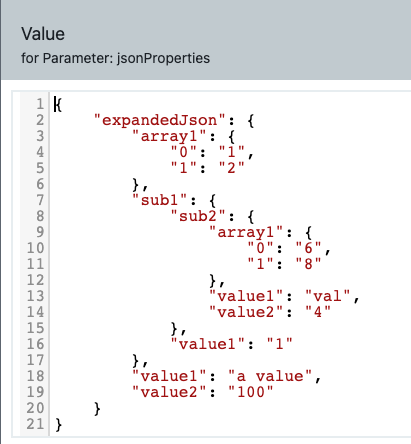 Value
for Parameter: jsonProperties
1 {
2     "expandedJson": {
3         "array1": {
4             "0": "1",
5             "1": "2"
6         },
7         "sub1": {
8             "sub2": {
9                 "array1": {
10                     "0": "6",
11                     "1": "8"
12                 },
13                 "value1": "val",
14                 "value2": "4"
15             },
16             "value1": "1"
17         },
18         "value1": "a value",
19         "value2": "100"
20     }
21 }